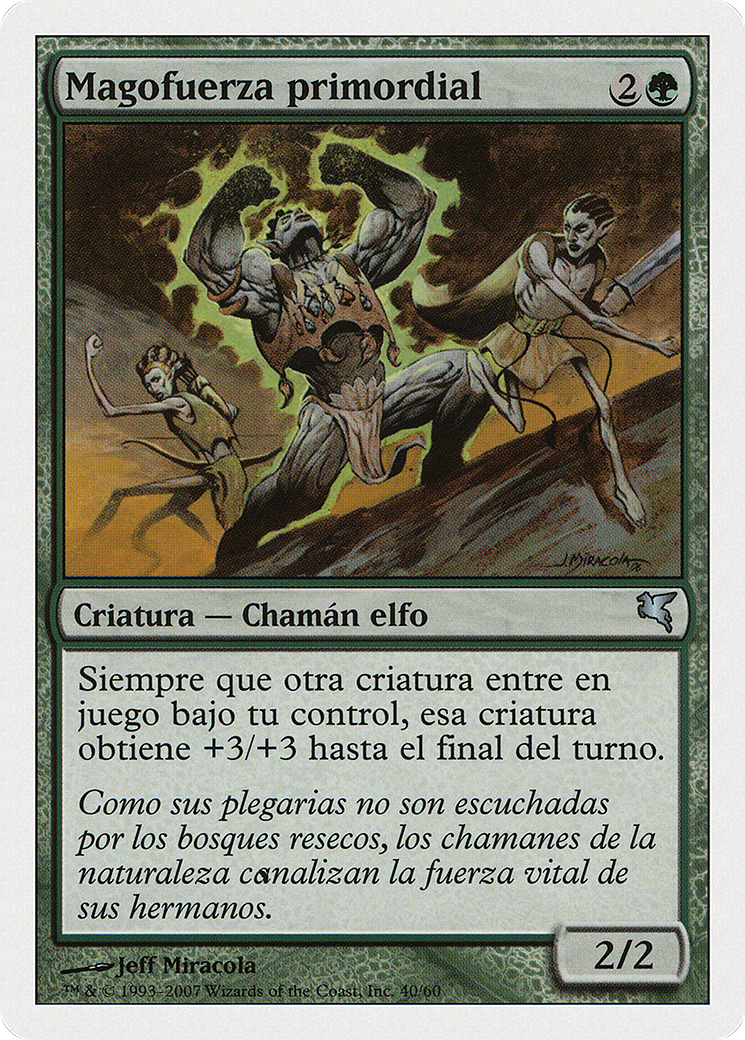 Magofuerza primordial 2
J. Miracola
Criatura — Chamán elfo
Siempre que otra criatura entre en
juego bajo tu control, esa criatura
obtiene +3/+3 hasta el final del turno.
Como sus plegarias no son escuchadas
por los bosques resecos, los chamanes de la
naturaleza canalizan la fuerza vital de
sus hermanos.
2/2
Jeff Miracola
™ & © 1993–2007 Wizards of the Coast, Inc. 40/60